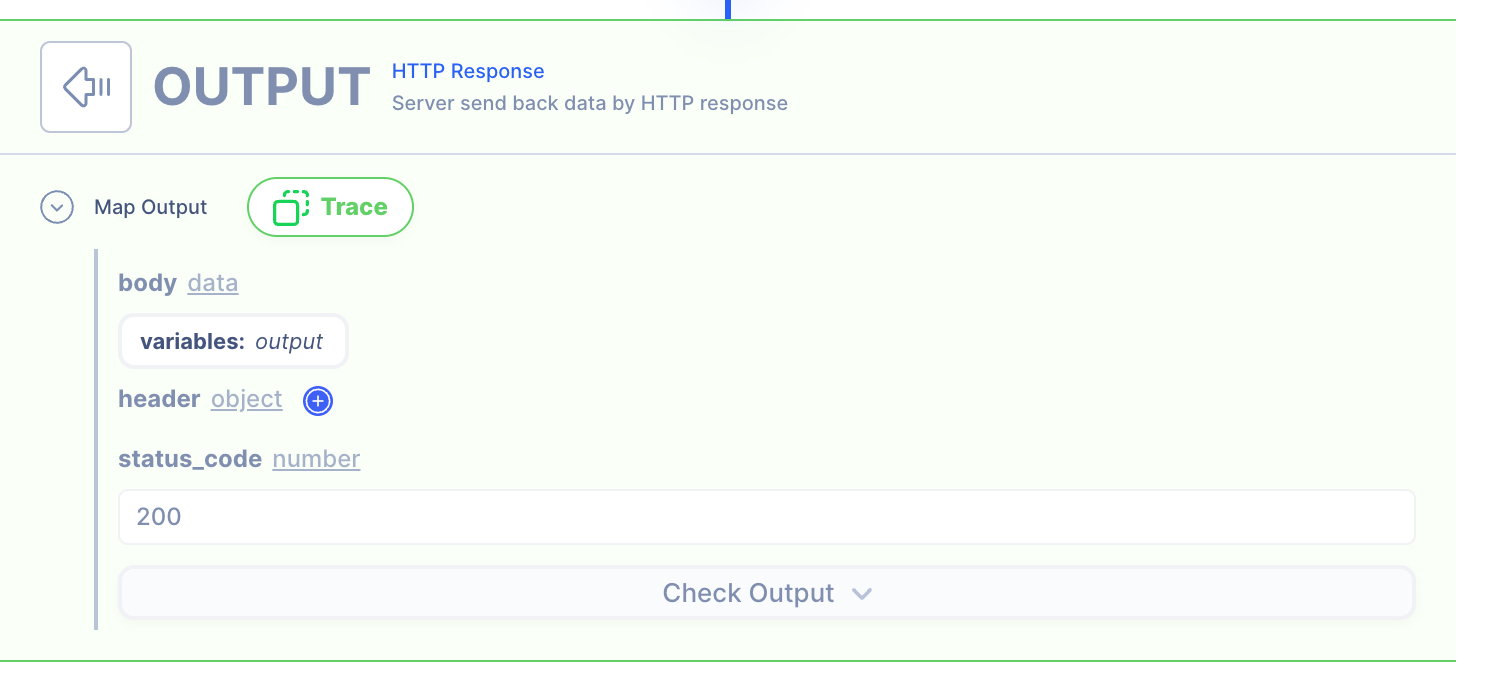 OUTPUT
HTTP Response
Server send back data by HTTP response
Map Output
Trace
body data
variables: output
header object
status_code number
200
Check Output